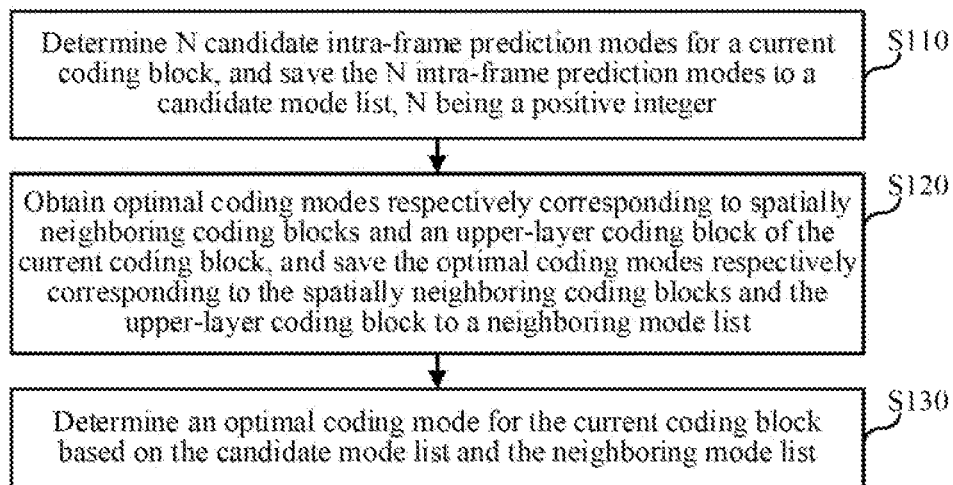 Determine N candidate intra-frame prediction modes for a current
coding block, and save the N intra-frame prediction modes to a
candidate mode list, N being a positive integer
S110
Obtain optimal coding modes respectively corresponding to spatially
neighboring coding blocks and an upper-layer coding block of the
current coding block, and save the optimal coding modes respectively
corresponding to the spatially neighboring coding blocks and the
upper-layer coding block to a neighboring mode list
S120
Determine an optimal coding mode for the current coding block
based on the candidate mode list and the neighboring mode list
S130